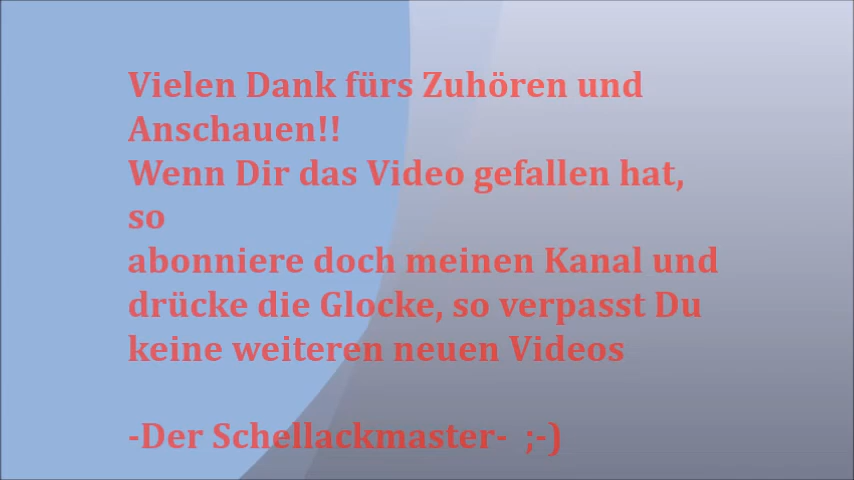 Vielen Dank fürs Zuhören und
Anschauen!!
Wenn Dir das Video gefallen hat,
so
abonniere doch meinen Kanal und
drücke die Glocke, so verpasst Du
keine weiteren neuen Videos
-Der Schellackmaster-  ;-)